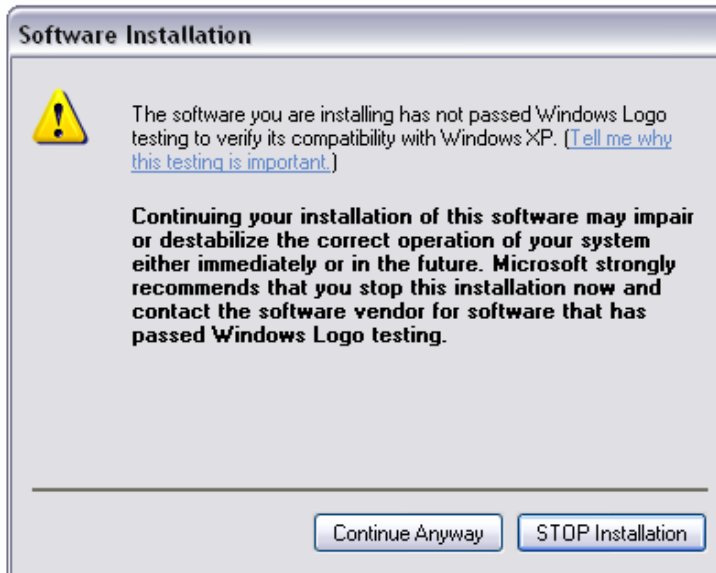 Software Installation
The software you are installing has not passed Windows Logo
testing to verify its compatibility with Windows XP. (Tell me why
this testing is important.)
Continuing your installation of this software may impair
or destabilize the correct operation of your system
either immediately or in the future. Microsoft strongly
recommends that you stop this installation now and
contact the software vendor for software that has
passed Windows Logo testing.
Continue Anyway
STOP Installation